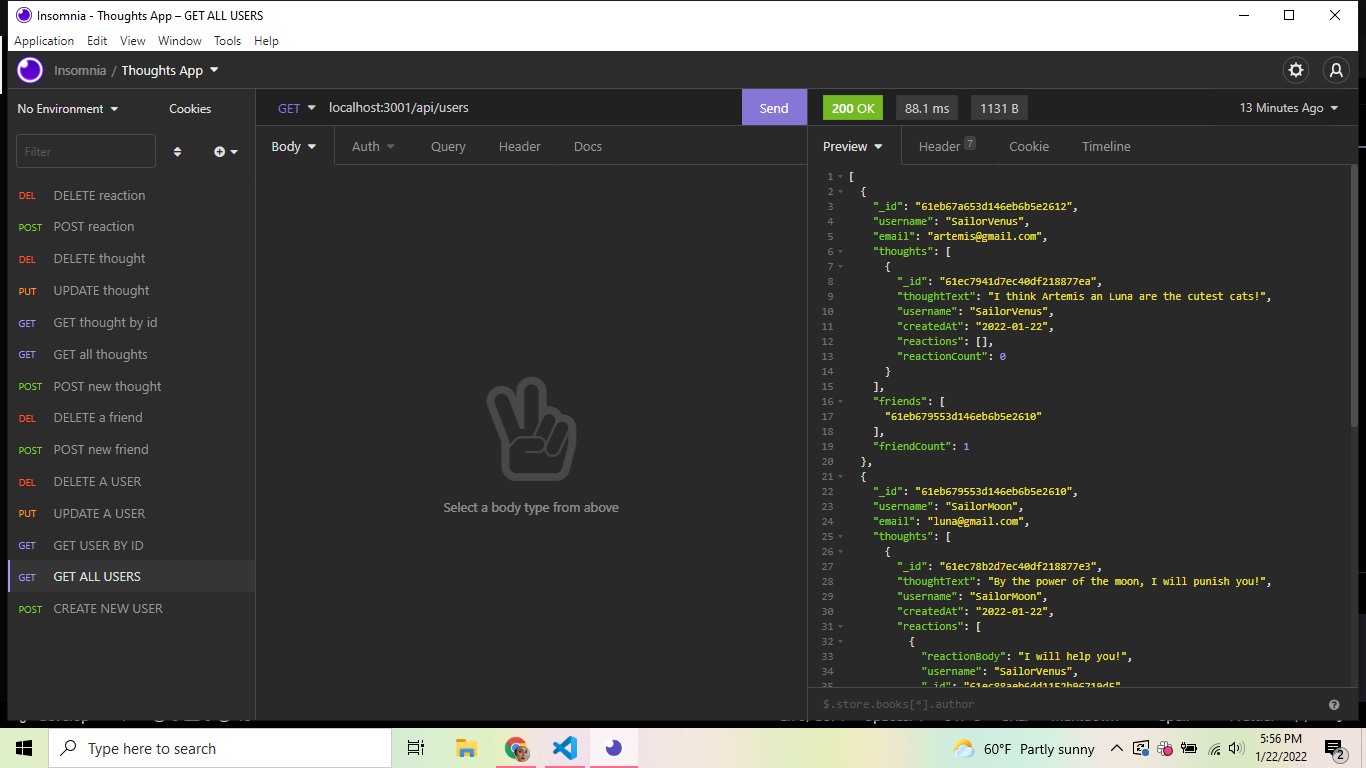 Insomnia - Thoughts App – GET ALL USERS
Application Edit View Window Tools Help
Insomnia / Thoughts App
No Environment Cookies
GET localhost:3001/api/users Send
200 OK 88.1 ms 1131 B 13 Minutes Ago
Filter
Body Auth Query Header Docs
Preview Header 7 Cookie Timeline
DEL DELETE reaction
POST POST reaction
DEL DELETE thought
PUT UPDATE thought
GET GET thought by id
GET GET all thoughts
POST POST new thought
DEL DELETE a friend
POST POST new friend
DEL DELETE A USER
PUT UPDATE A USER
GET GET USER BY ID
GET GET ALL USERS
POST CREATE NEW USER
Select a body type from above
1 [
2 {
3 "_id": "61eb67a653d146eb6b5e2612",
4 "username": "SailorVenus",
5 "email": "artemis@gmail.com",
6 "thoughts": [
7 {
8 "_id": "61ec7941d7ec40df218877ea",
9 "thoughtText": "I think Artemis an Luna are the cutest cats!",
10 "username": "SailorVenus",
11 "createdAt": "2022-01-22",
12 "reactions": [],
13 "reactionCount": 0
14 }
15 ],
16 "friends": [
17 "61eb679553d146eb6b5e2610"
18 ],
19 "friendCount": 1
20 },
21 {
22 "_id": "61eb679553d146eb6b5e2610",
23 "username": "SailorMoon",
24 "email": "luna@gmail.com",
25 "thoughts": [
26 {
27 "_id": "61ec78b2d7ec40df218877e3",
28 "thoughtText": "By the power of the moon, I will punish you!",
29 "username": "SailorMoon",
30 "createdAt": "2022-01-22",
31 "reactions": [
32 {
33 "reactionBody": "I will help you!",
34 "username": "SailorVenus",
$.store.books[*].author
Type here to search
60°F Partly sunny
5:56 PM
1/22/2022
2